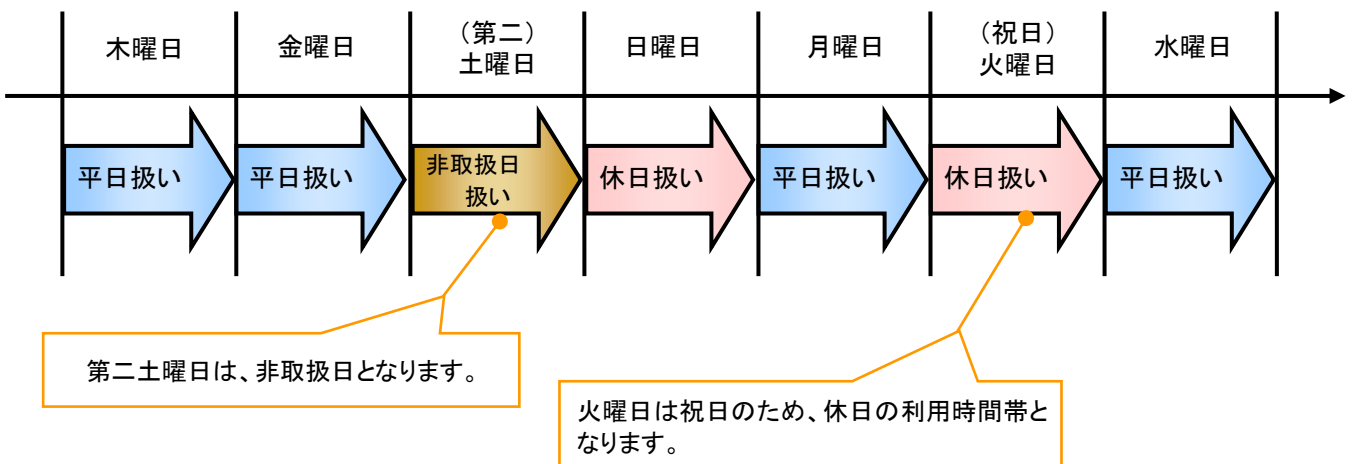 木曜日
金曜日
(第二)
土曜日
日曜日
月曜日
(祝日)
火曜日
水曜日
平日扱い
平日扱い
非取扱日
扱い
休日扱い
平日扱い
休日扱い
平日扱い
第二土曜日は、非取扱日となります。
火曜日は祝日のため、休日の利用時間帯と
なります。